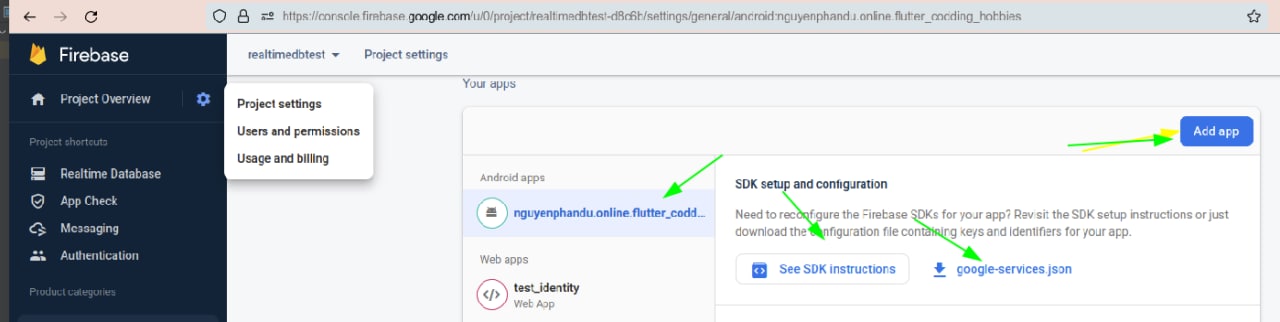 https://console.firebase.google.com/u/0/project/realtimedbtest-d8c6b/settings/general/android:nguyenphandu.online.flutter_codding_hobbies
Firebase
realtimedbtest
Project settings
Project Overview
Project settings
Users and permissions
Usage and billing
Project shortcuts
Realtime Database
App Check
Messaging
Authentication
Product categories
Your apps
Add app
Android apps
nguyenphandu.online.flutter_codd...
Web apps
test_identity
Web App
SDK setup and configuration
Need to reconfigure the Firebase SDKs for your app? Revisit the SDK setup instructions or just
download the configuration file containing keys and identifiers for your app.
See SDK instructions
google-services.json